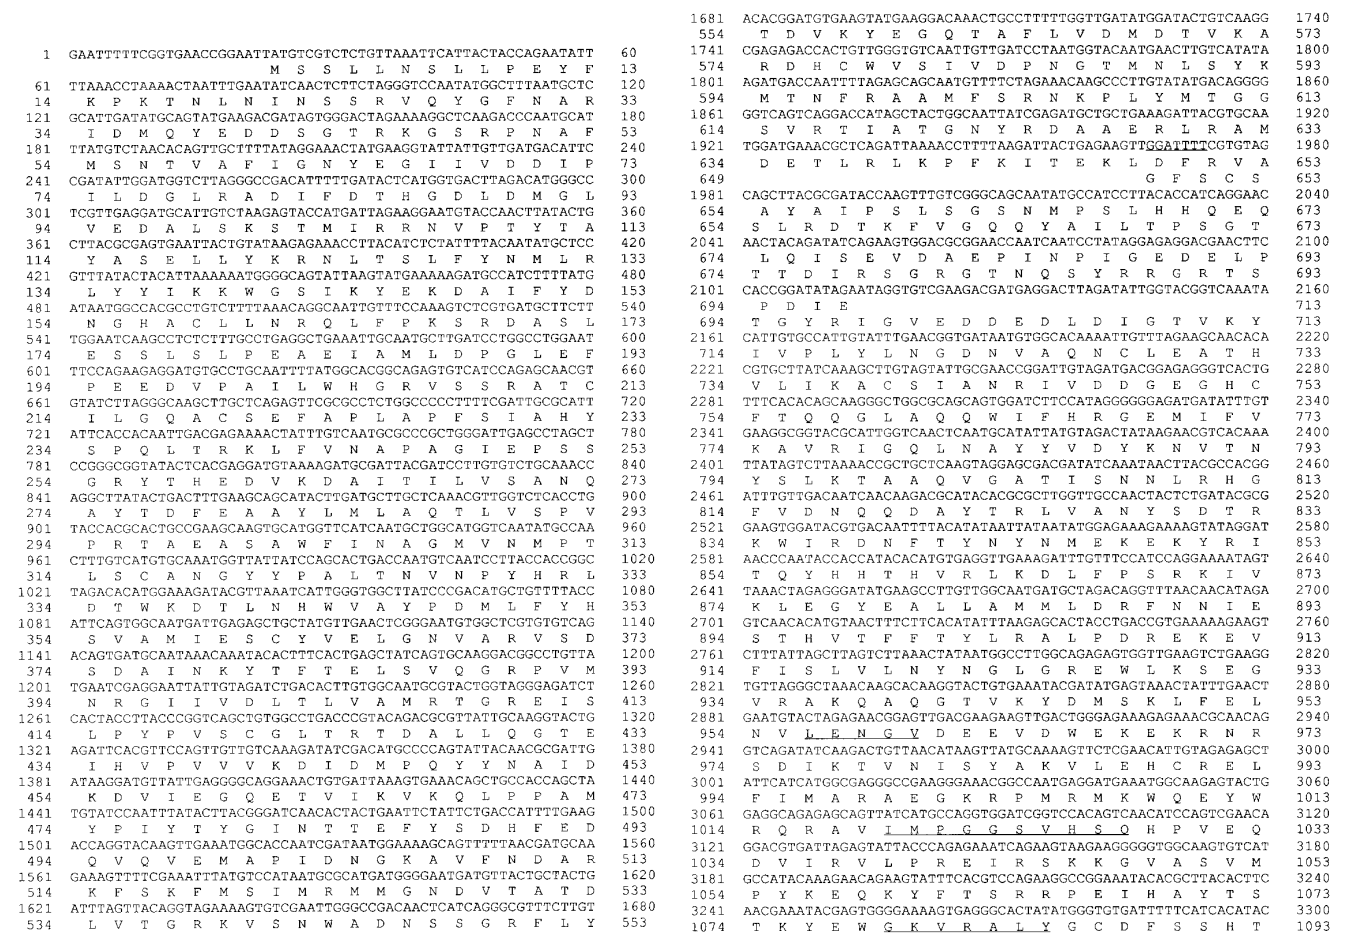 1 GAATTTTTCGGTGAACCGGAATTATGTCGTCTCTGTTAAATTCATTACTACCAGAATATT 60
M S S L L N S L L P E Y F 13
61 TTAAACCTAAAACTAATTTGAATATCAACTCTTCTAGGGTCCAATATGGCTTTAATGCTC 120
14 K P K T N L N I N S S R V Q Y G F N A R 33
121 GCATTGATATGCAGTATGAAGACGATAGTGGGACTAGAAAAGGCTCAAGACCCAATGCAT 180
34 I D M Q Y E D D S G T R K G S R P N A F 53
181 TTATGTCTAACACAGTTGCTTTTATAGGAAACTATGAAGGTATTATTGTTGATGACATTC 240
54 M S N T V A F I G N Y E G I I V D D I P 73
241 CGATATTGGATGGTCTTAGGGCCGACATTTTTGATACTCATGGTGACTTAGACATGGGCC 300
74 I L D G L R A D I F D T H G D L D M G L 93
301 TCGTTGAGGATGCATTGTCTAAGAGTACCATGATTAGAAGGAATGTACCAACTTATACTG 360
94 V E D A L S K S T M I R R N V P T Y T A 113
361 CTTACGCGAGTGAATTACTGTATAAGAGAAACCTTACATCTCTATTTTACAATATGCTCC 420
114 Y A S E L L Y K R N L T S L F Y N M L R 133
421 GTTTATACTACATTAAAAAATGGGGCAGTATTAAGTATGAAAAAGATGCCATCTTTTATG 480
134 L Y Y I K K W G S I K Y E K D A I F Y D 153
481 ATAATGGCCACGCCTGTCTTTTAAACAGGCAATTGTTTCCAAAGTCTCGTGATGCTTCTT 540
154 N G H A C L L N R Q L F P K S R D A S L 173
541 TGGAATCAAGCCTCTCTTTGCCTGAGGCTGAAATTGCAATGCTTGATCCTGGCCTGGAAT 600
174 E S S L S L P E A E I A M L D P G L E F 193
601 TTCCAGAAGAGGATGTGCCTGCAATTTTATGGCACGGCAGAGTGTCATCCAGAGCAACGT 660
194 P E E D V P A I L W H G R V S S R A T C 213
661 GTATCTTAGGGCAAGCTTGCTCAGAGTTCGCGCCTCTGGCCCCCTTTTCGATTGCGCATT 720
214 I L G Q A C S E F A P L A P F S I A H Y 233
721 ATTCACCACAATTGACGAGAAAACTATTTGTCAATGCGCCCGCTGGGATTGAGCCTAGCT 780
234 S P Q L T R K L F V N A P A G I E P S S 253
781 CCGGGCGGTATACTCACGAGGATGTAAAAGATGCGATTACGATCCTTGTGTCTGCAAACC 840
254 G R Y T H E D V K D A I T I L V S A N Q 273
841 AGGCTTATACTGACTTTGAAGCAGCATACTTGATGCTTGCTCAAACGTTGGTCTCACCTG 900
274 A Y T D F E A A Y L M L A Q T L V S P V 293
901 TACCACGCACTGCCGAAGCAAGTGCATGGTTCATCAATGCTGGCATGGTCAATATGCCAA 960
294 P R T A E A S A W F I N A G M V N M P T 313
961 CTTTGTCATGTGCAAATGGTTATTATCCAGCACTGACCAATGTCAATCCTTACCACCGGC 1020
314 L S C A N G Y Y P A L T N V N P Y H R L 333
1021 TAGACACATGGAAAGATACGTTAAATCATTGGGTGGCTTATCCCGACATGCTGTTTTACC 1080
334 D T W K D T L N H W V A Y P D M L F Y H 353
1081 ATTCAGTGGCAATGATTGAGAGCTGCTATGTTGAACTCGGGAATGTGGCTCGTGTGTCAG 1140
354 S V A M I E S C Y V E L G N V A R V S D 373
1141 ACAGTGATGCAATAAACAAATACACTTTCACTGAGCTATCAGTGCAAGGACGGCCTGTTA 1200
374 S D A I N K Y T F T E L S V Q G R P V M 393
1201 TGAATCGAGGAATTATTGTAGATCTGACACTTGTGGCAATGCGTACTGGTAGGGAGATCT 1260
394 N R G I I V D L T L V A M R T G R E I S 413
1261 CACTACCTTACCCGGTCAGCTGTGGCCTGACCCGTACAGACGCGTTATTGCAAGGTACTG 1320
414 L P Y P V S C G L T R T D A L L Q G T E 433
1321 AGATTCACGTTCCAGTTGTTGTCAAAGATATCGACATGCCCCAGTATTACAACGCGATTG 1380
434 I H V P V V V K D I D M P Q Y Y N A I D 453
1381 ATAAGGATGTTATTGAGGGGCAGGAAACTGTGATTAAAGTGAAACAGCTGCCACCAGCTA 1440
454 K D V I E G Q E T V I K V K Q L P P A M 473
1441 TGTATCCAATTTATACTTACGGGATCAACACTACTGAATTCTATTCTGACCATTTTGAAG 1500
474 Y P I Y T Y G I N T T E F Y S D H F E D 493
1501 ACCAGGTACAAGTTGAAATGGCACCAATCGATAATGGAAAAGCAGTTTTTAACGATGCAA 1560
494 Q V Q V E M A P I D N G K A V F N D A R 513
1561 GAAAGTTTTCGAAATTTATGTCCATAATGCGCATGATGGGGAATGATGTTACTGCTACTG 1620
514 K F S K F M S I M R M M G N D V T A T D 533
1621 ATTTAGTTACAGGTAGAAAAGTGTCGAATTGGGCCGACAACTCATCAGGGCGTTTCTTGT 1680
534 L V T G R K V S N W A D N S S G R F L Y 553
1681 ACACGGATGTGAAGTATGAAGGACAAACTGCCTTTTTGGTTGATATGGATACTGTCAAGG 1740
554 T D V K Y E G Q T A F L V D M D T V K A 573
1741 CGAGAGACCACTGTTGGGTGTCAATTGTTGATCCTAATGGTACAATGAACTTGTCATATA 1800
574 R D H C W V S I V D P N G T M N L S Y K 593
1801 AGATGACCAATTTTAGAGCAGCAATGTTTTCTAGAAACAAGCCCTTGTATATGACAGGGG 1860
594 M T N F R A A M F S R N K P L Y M T G G 613
1861 GGTCAGTCAGGACCATAGCTACTGGCAATTATCGAGATGCTGCTGAAAGATTACGTGCAA 1920
614 S V R T I A T G N Y R D A A E R L R A M 633
1921 TGGATGAAACGCTCAGATTAAAACCTTTTAAGATTACTGAGAAGTTGGATTTTCGTGTAG 1980
634 D E T L R L K P F K I T E K L D F R V A 653
649 G F S C S 653
1981 CAGCTTACGCGATACCAAGTTTGTCGGGCAGCAATATGCCATCCTTACACCATCAGGAAC 2040
654 A Y A I P S L S G S N M P S L H H Q E Q 673
S L R D T K F V G Q Q Y A I L T P S G T 673
2041 AACTACAGATATCAGAAGTGGACGCGGAACCAATCAATCCTATAGGAGAGGACGAACTTC 2100
674 L Q I S E V D A E P I N P I G E D E L P 693
674 T T D I R S G R G T N Q S Y R R G R T S 693
2101 CACCGGATATAGAATAGGTGTCGAAGACGATGAGGACTTAGATATTGGTACGGTCAAATA 2160
694 P D I E 713
694 T G Y R I G V E D D E D L D I G T V K Y 713
2161 CATTGTGCCATTGTATTTGAACGGTGATAATGTGGCACAAAATTGTTTAGAAGCAACACA 2220
714 I V P L Y L N G D N V A Q N C L E A T H 733
2221 CGTGCTTATCAAAGCTTGTAGTATTGCGAACCGGATTGTAGATGACGGAGAGGGTCACTG 2280
734 V L I K A C S I A N R I V D D G E G H C 753
2281 TTTCACACAGCAAGGCTGGCGCAGCAGTGGATCTTCCATAGGGGGGAGATGATATTTGT 2340
754 F T Q Q G L A Q Q W I F H R G E M I F V 773
2341 GAAGGCGGTACGCATTGGTCAACTCAATGCATATTATGTAGACTATAAGAACGTCACAAA 2400
774 K A V R I G Q L N A Y Y V D Y K N V T N 793
2401 TTATAGTCTTAAAACCGCTGCTCAAGTAGGAGCGACGATATCAAATAACTTACGCCACGG 2460
794 Y S L K T A A Q V G A T I S N N L R H G 813
2461 ATTTGTTGACAATCAACAAGACGCATACACGCGCTTGGTTGCCAACTACTCTGATACGCG 2520
814 F V D N Q Q D A Y T R L V A N Y S D T R 833
2521 GAAGTGGATACGTGACAATTTTACATATAATTATAATATGGAGAAAGAAAAGTATAGGAT 2580
834 K W I R D N F T Y N Y N M E K E K Y R I 853
2581 AACCCAATACCACCATACACATGTGAGGTTGAAAGATTTGTTTCCATCCAGGAAAATAGT 2640
854 T Q Y H H T H V R L K D L F P S R K I V 873
2641 TAAACTAGAGGGATATGAAGCCTTGTTGGCAATGATGCTAGACAGGTTTAACAACATAGA 2700
874 K L E G Y E A L L A M M L D R F N N I E 893
2701 GTCAACACATGTAACTTTCTTCACATATTTAAGAGCACTACCTGACCGTGAAAAAGAAGT 2760
894 S T H V T F F T Y L R A L P D R E K E V 913
2761 CTTTATTAGCTTAGTCTTAAACTATAATGGCCTTGGCAGAGAGTGGTTGAAGTCTGAAGG 2820
914 F I S L V L N Y N G L G R E W L K S E G 933
2821 TGTTAGGGCTAAACAAGCACAAGGTACTGTGAAATACGATATGAGTAAACTATTTGAACT 2880
934 V R A K Q A Q G T V K Y D M S K L F E L 953
2881 GAATGTACTAGAGAACGGAGTTGACGAAGAAGTTGACTGGGAGAAAGAGAAACGCAACAG 2940
954 N V L E N G V D E E V D W E K E K R N R 973
2941 GTCAGATATCAAGACTGTTAACATAAGTTATGCAAAAGTTCTCGAACATTGTAGAGAGCT 3000
974 S D I K T V N I S Y A K V L E H C R E L 993
3001 ATTCATCATGGCGAGGGCCGAAGGGAAACGGCCAATGAGGATGAAATGGCAAGAGTACTG 3060
994 F I M A R A E G K R P M R M K W Q E Y W 1013
3061 GAGGCAGAGAGCAGTTATCATGCCAGGTGGATCGGTCCACAGTCAACATCCAGTCGAACA 3120
1014 R Q R A V I M P G G S V H S Q H P V E Q 1033
3121 GGACGTGATTAGAGTATTACCCAGAGAAATCAGAAGTAAGAAGGGGGTGGCAAGTGTCAT 3180
1034 D V I R V L P R E I R S K K G V A S V M 1053
3181 GCCATACAAAGAACAGAAGTATTTCACGTCCAGAAGGCCGGAAATACACGCTTACACTTC 3240
1054 P Y K E Q K Y F T S R R P E I H A Y T S 1073
3241 AACGAAATACGAGTGGGGAAAAGTGAGGGCACTATATGGGTGTGATTTTTCATCACATAC 3300
1074 T K Y E W G K V R A L Y G C D F S S H T 1093